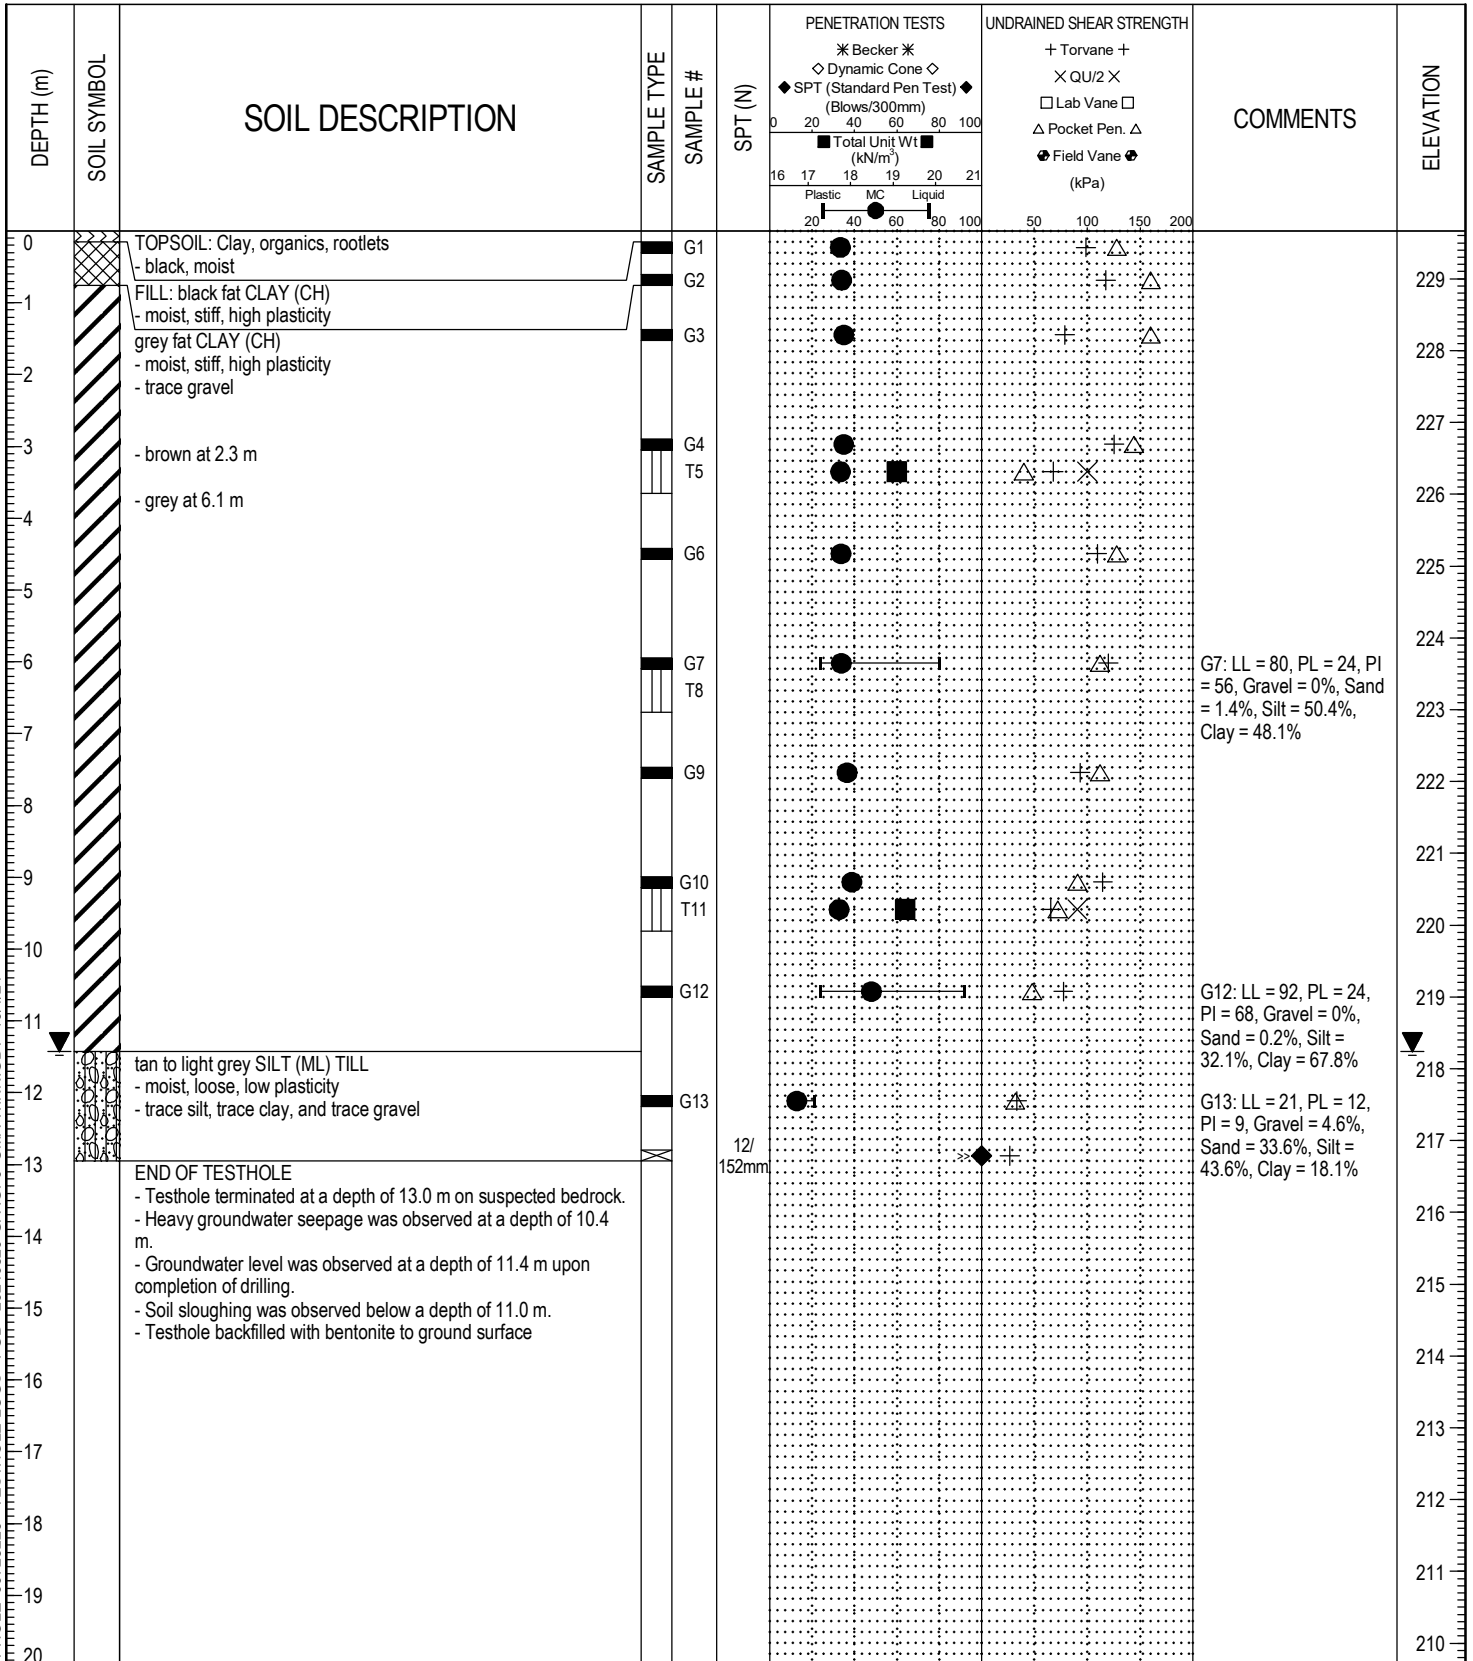 DEPTH (m)
SOIL SYMBOL
SOIL DESCRIPTION
SAMPLE TYPE
SAMPLE #
SPT (N)
PENETRATION TESTS
Becker
Dynamic Cone
SPT (Standard Pen Test)
(Blows/300mm)
0 20 40 60 80 100
Total Unit Wt
(kN/m³)
16 17 18 19 20 21
Plastic MC Liquid
20 40 60 80 100
UNDRAINED SHEAR STRENGTH
+ Torvane +
× QU/2 ×
□ Lab Vane □
△ Pocket Pen. △
Field Vane
(kPa)
50 100 150 200
COMMENTS
ELEVATION
0
1
2
3
4
5
6
7
8
9
10
11
12
13
14
15
16
17
18
19
20
TOPSOIL: Clay, organics, rootlets
- black, moist
FILL: black fat CLAY (CH)
- moist, stiff, high plasticity
grey fat CLAY (CH)
- moist, stiff, high plasticity
- trace gravel
- brown at 2.3 m
- grey at 6.1 m
tan to light grey SILT (ML) TILL
- moist, loose, low plasticity
- trace silt, trace clay, and trace gravel
END OF TESTHOLE
- Testhole terminated at a depth of 13.0 m on suspected bedrock.
- Heavy groundwater seepage was observed at a depth of 10.4
m.
- Groundwater level was observed at a depth of 11.4 m upon
completion of drilling.
- Soil sloughing was observed below a depth of 11.0 m.
- Testhole backfilled with bentonite to ground surface
G1
G2
G3
G4
T5
G6
G7
T8
G9
G10
T11
G12
G13
12/
152mm
>>
G7: LL = 80, PL = 24, PI
= 56, Gravel = 0%, Sand
= 1.4%, Silt = 50.4%,
Clay = 48.1%
G12: LL = 92, PL = 24,
PI = 68, Gravel = 0%,
Sand = 0.2%, Silt =
32.1%, Clay = 67.8%
G13: LL = 21, PL = 12,
PI = 9, Gravel = 4.6%,
Sand = 33.6%, Silt =
43.6%, Clay = 18.1%
229
228
227
226
225
224
223
222
221
220
219
218
217
216
215
214
213
212
211
210